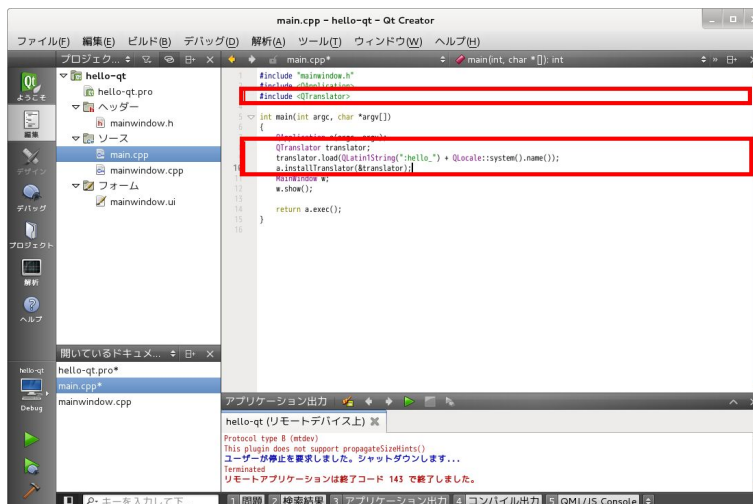 main.cpp - hello-qt - Qt Creator
ファイル(F) 編集(E) ビルド(B) デバッグ(D) 解析(A) ツール(T) ウィンドウ(W) ヘルプ(H)
プロジェク... main.cpp* main(int, char *[]): int
ようこそ
編集
デザイン
デバッグ
プロジェクト
解析
ヘルプ
hello-qt
Debug
hello-qt
hello-qt.pro
ヘッダー
mainwindow.h
ソース
main.cpp
mainwindow.cpp
フォーム
mainwindow.ui
開いているドキュメ...
hello-qt.pro*
main.cpp*
mainwindow.cpp
#include "mainwindow.h"
#include <QApplication>
#include <QTranslator>
int main(int argc, char *argv[])
{
QApplication a(argc, argv);
QTranslator translator;
translator.load(QLatin1String(":hello_") + QLocale::system().name());
a.installTranslator(&translator);
MainWindow w;
w.show();
return a.exec();
}
アプリケーション出力
hello-qt (リモートデバイス上)
Protocol type B (mtdev)
This plugin does not support propagateSizeHints()
ユーザーが停止を要求しました。シャットダウンします...
Terminated
リモートアプリケーションは終了コード 143 で終了しました。
キーを入力して下 1 問題 2 検索結果 3 アプリケーション出力 4 コンパイル出力 5 QML/JS Console